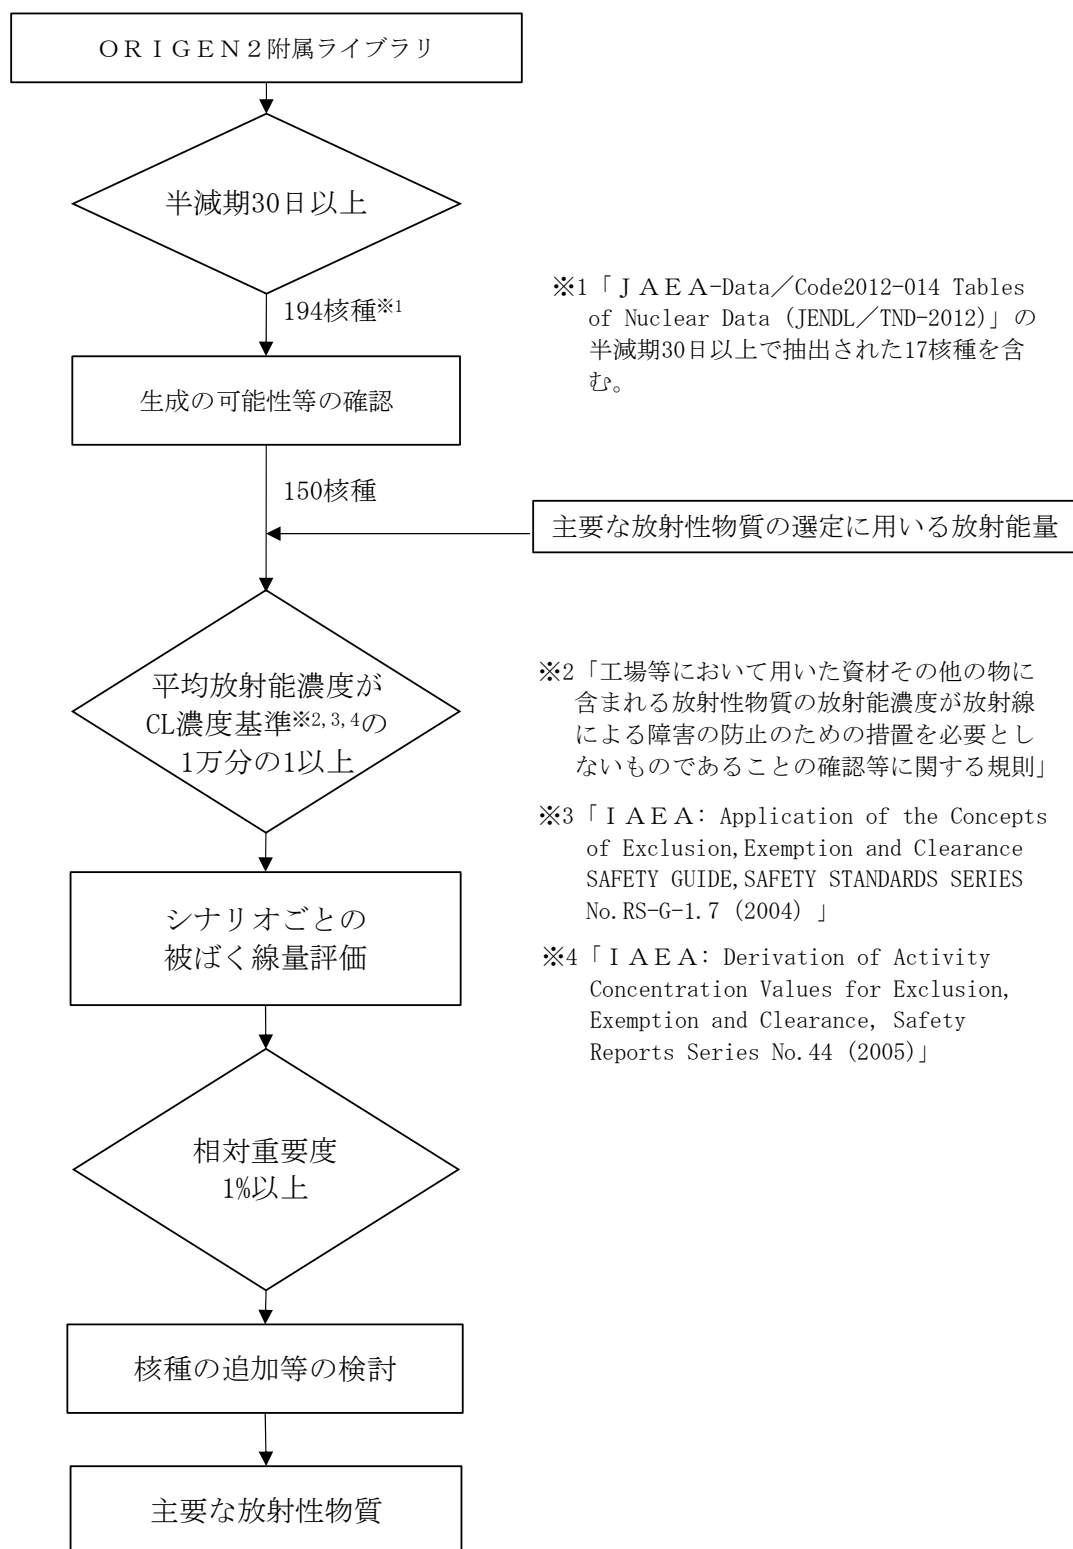 ＯＲＩＧＥＮ２附属ライブラリ
半減期30日以上
194核種※1
※1「ＪＡＥＡ-Data／Code2012-014 Tables
of Nuclear Data (JENDL／TND-2012)」の
半減期30日以上で抽出された17核種を含
む。
生成の可能性等の確認
150核種
主要な放射性物質の選定に用いる放射能量
平均放射能濃度が
CL濃度基準※2,3,4の
1万分の1以上
※2「工場等において用いた資材その他の物に
含まれる放射性物質の放射能濃度が放射線
による障害の防止のための措置を必要とし
ないものであることの確認等に関する規則」
※3「ＩＡＥＡ: Application of the Concepts
of Exclusion,Exemption and Clearance
SAFETY GUIDE,SAFETY STANDARDS SERIES
No.RS-G-1.7 (2004) 」
※4「ＩＡＥＡ: Derivation of Activity
Concentration Values for Exclusion,
Exemption and Clearance, Safety
Reports Series No.44 (2005)」
シナリオごとの
被ばく線量評価
相対重要度
1%以上
核種の追加等の検討
主要な放射性物質